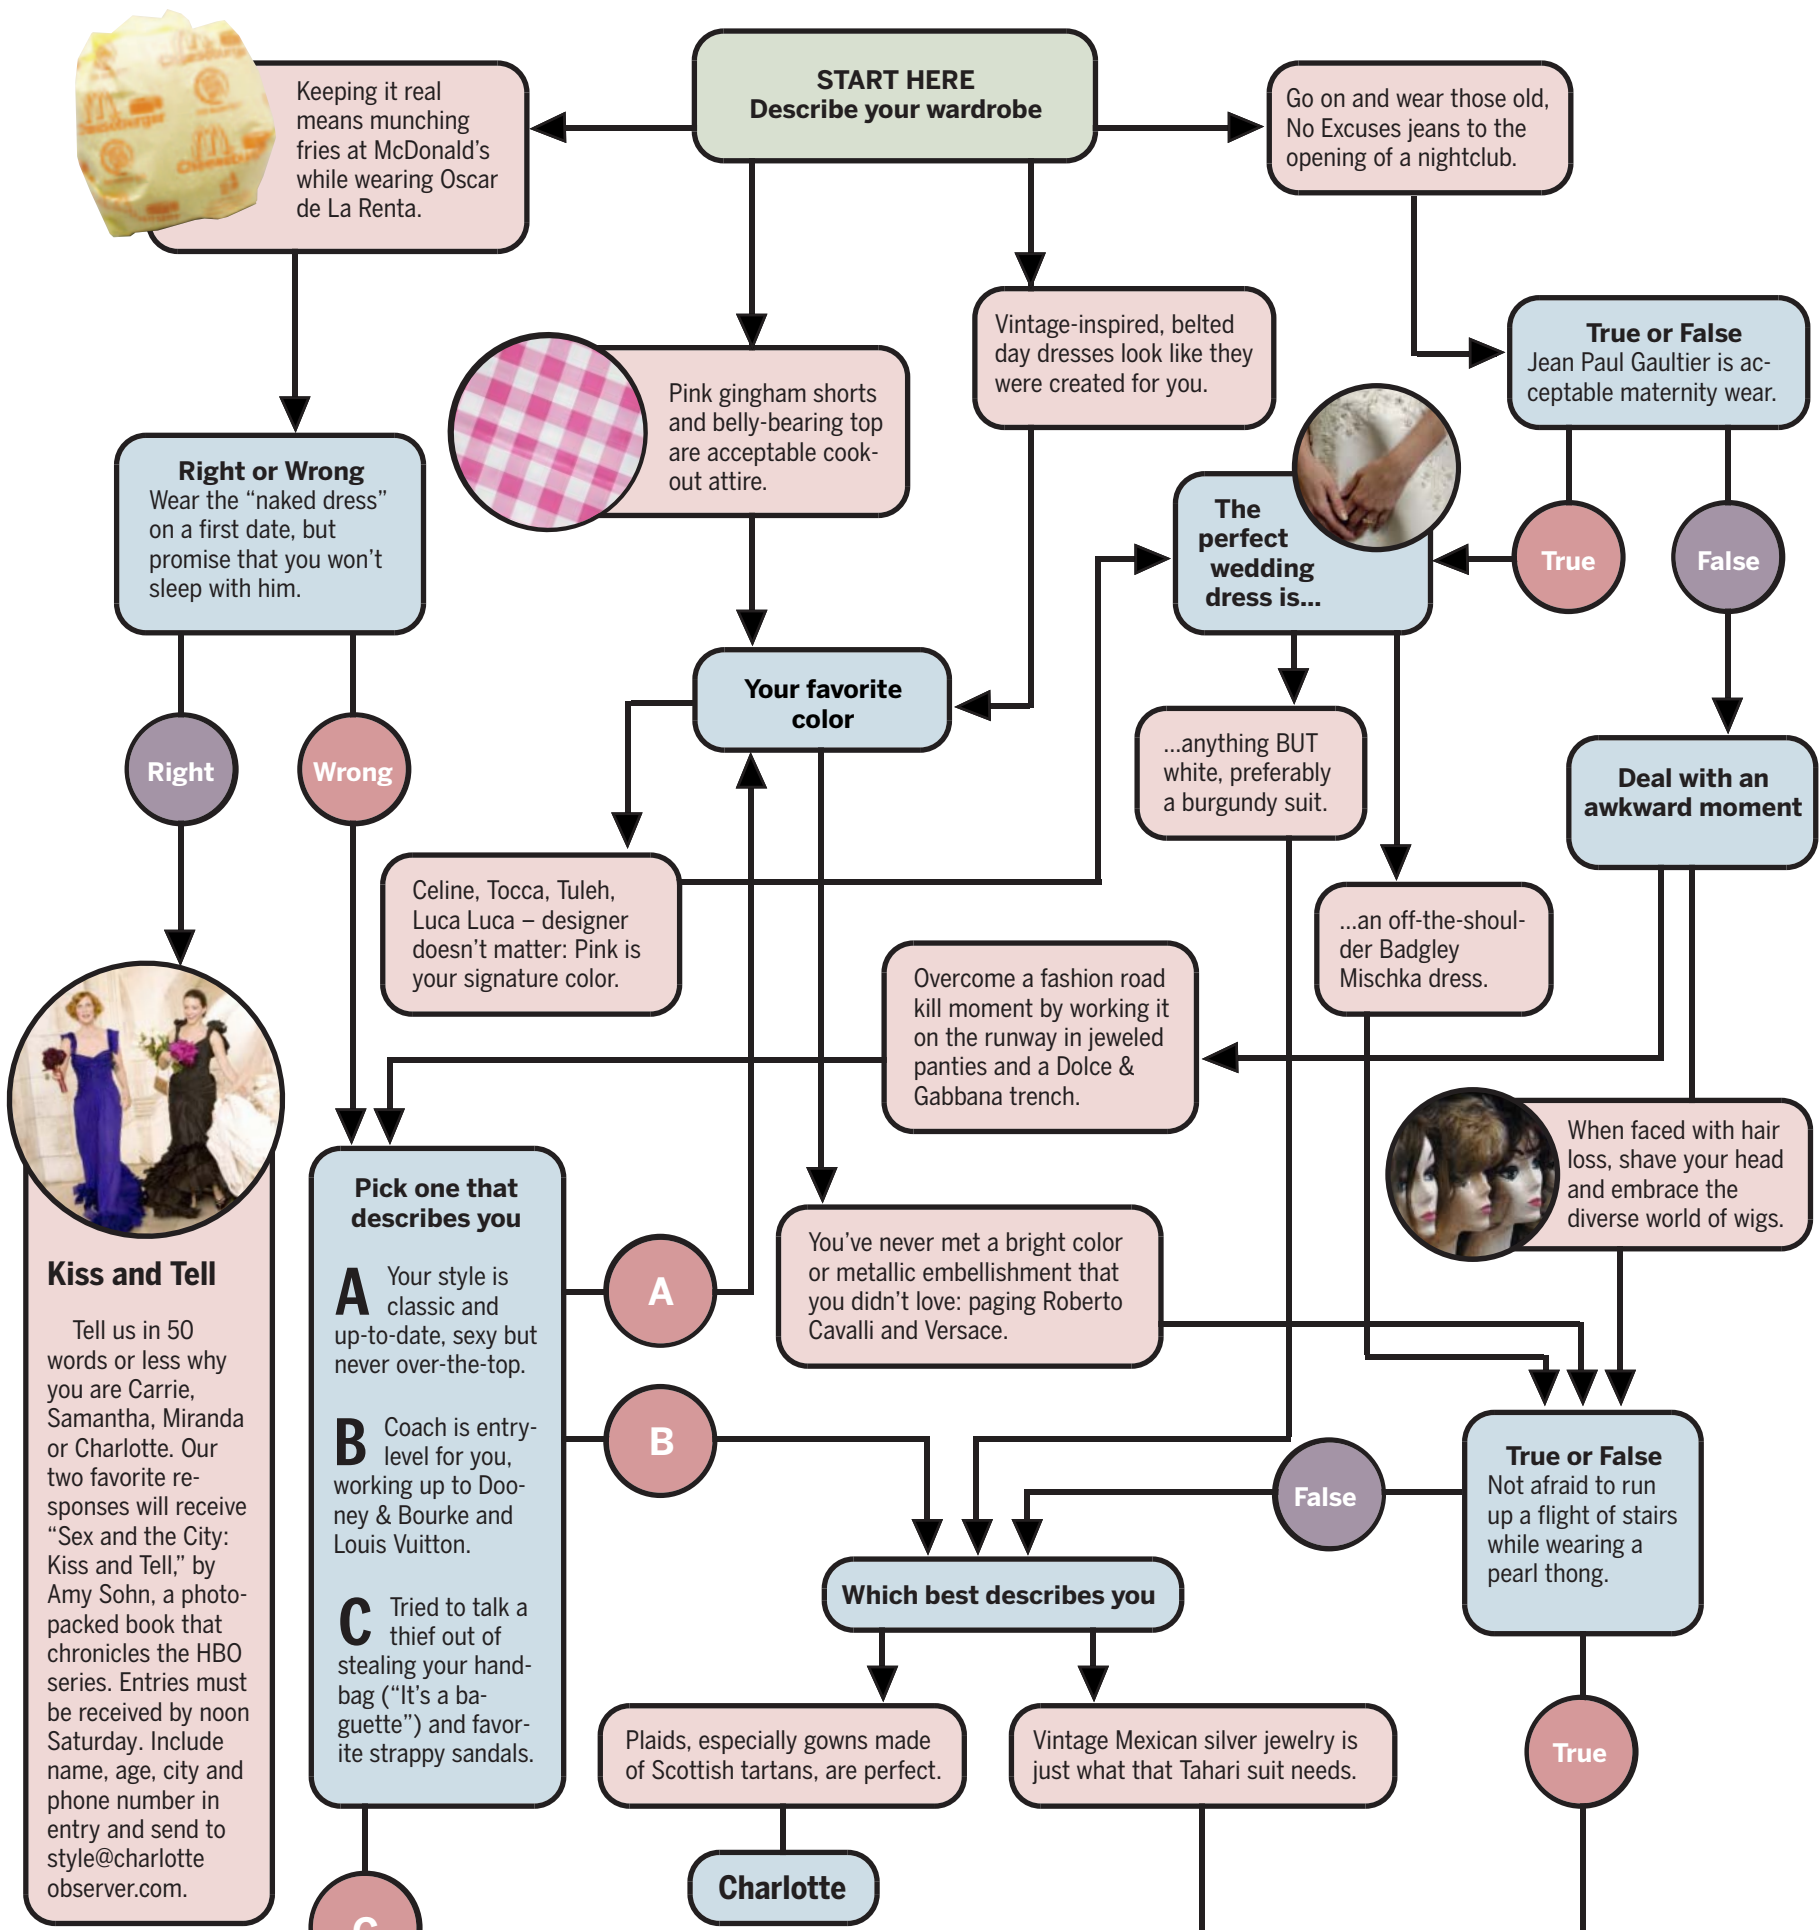 START HERE
Describe your wardrobe
Keeping it real
means munching
fries at McDonald's
while wearing Oscar
de La Renta.
Go on and wear those old,
No Excuses jeans to the
opening of a nightclub.
Vintage-inspired, belted
day dresses look like they
were created for you.
True or False
Jean Paul Gaultier is ac-
ceptable maternity wear.
Pink gingham shorts
and belly-bearing top
are acceptable cook-
out attire.
Right or Wrong
Wear the “naked dress”
on a first date, but
promise that you won't
sleep with him.
The
perfect
wedding
dress is...
True
False
Your favorite
color
Right
Wrong
...anything BUT
white, preferably
a burgundy suit.
Deal with an
awkward moment
Celine, Tocca, Tuleh,
Luca Luca – designer
doesn't matter: Pink is
your signature color.
...an off-the-shoul-
der Badgley
Mischka dress.
Overcome a fashion road
kill moment by working it
on the runway in jeweled
panties and a Dolce &
Gabbana trench.
When faced with hair
loss, shave your head
and embrace the
diverse world of wigs.
Kiss and Tell
Tell us in 50
words or less why
you are Carrie,
Samantha, Miranda
or Charlotte. Our
two favorite re-
sponses will receive
“Sex and the City:
Kiss and Tell,” by
Amy Sohn, a photo-
packed book that
chronicles the HBO
series. Entries must
be received by noon
Saturday. Include
name, age, city and
phone number in
entry and send to
style@charlotte
observer.com.
Pick one that
describes you
A Your style is
classic and
up-to-date, sexy but
never over-the-top.
B Coach is entry-
level for you,
working up to Doo-
ney & Bourke and
Louis Vuitton.
C Tried to talk a
thief out of
stealing your hand-
bag (“It's a ba-
guette”) and favor-
ite strappy sandals.
A
B
You've never met a bright color
or metallic embellishment that
you didn't love: paging Roberto
Cavalli and Versace.
False
True or False
Not afraid to run
up a flight of stairs
while wearing a
pearl thong.
Which best describes you
Plaids, especially gowns made
of Scottish tartans, are perfect.
Vintage Mexican silver jewelry is
just what that Tahari suit needs.
True
Charlotte